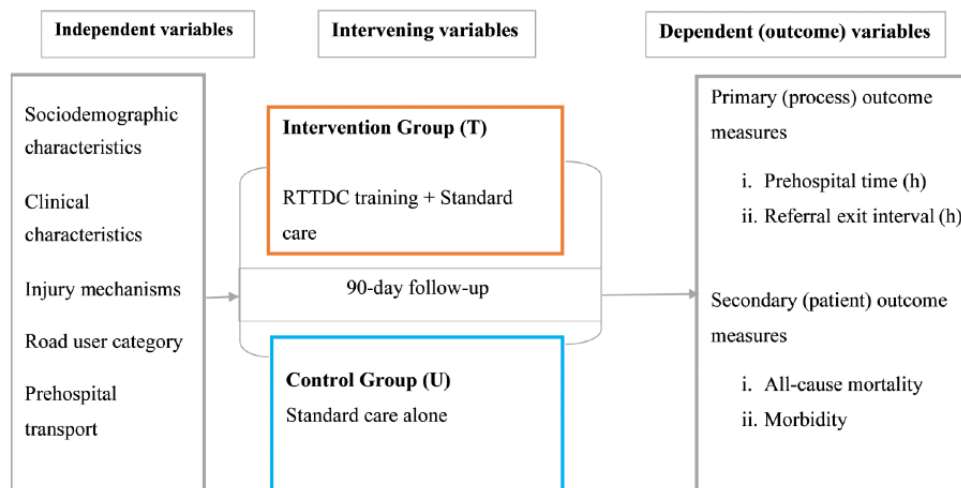 Independent variables
Intervening variables
Dependent (outcome) variables
Sociodemographic
characteristics
Clinical
characteristics
Injury mechanisms
Road user category
Prehospital
transport
Intervention Group (T)
RTTDC training + Standard
care
90-day follow-up
Control Group (U)
Standard care alone
Primary (process) outcome
measures
i. Prehospital time (h)
ii. Referral exit interval (h)
Secondary (patient) outcome
measures
i. All-cause mortality
ii. Morbidity